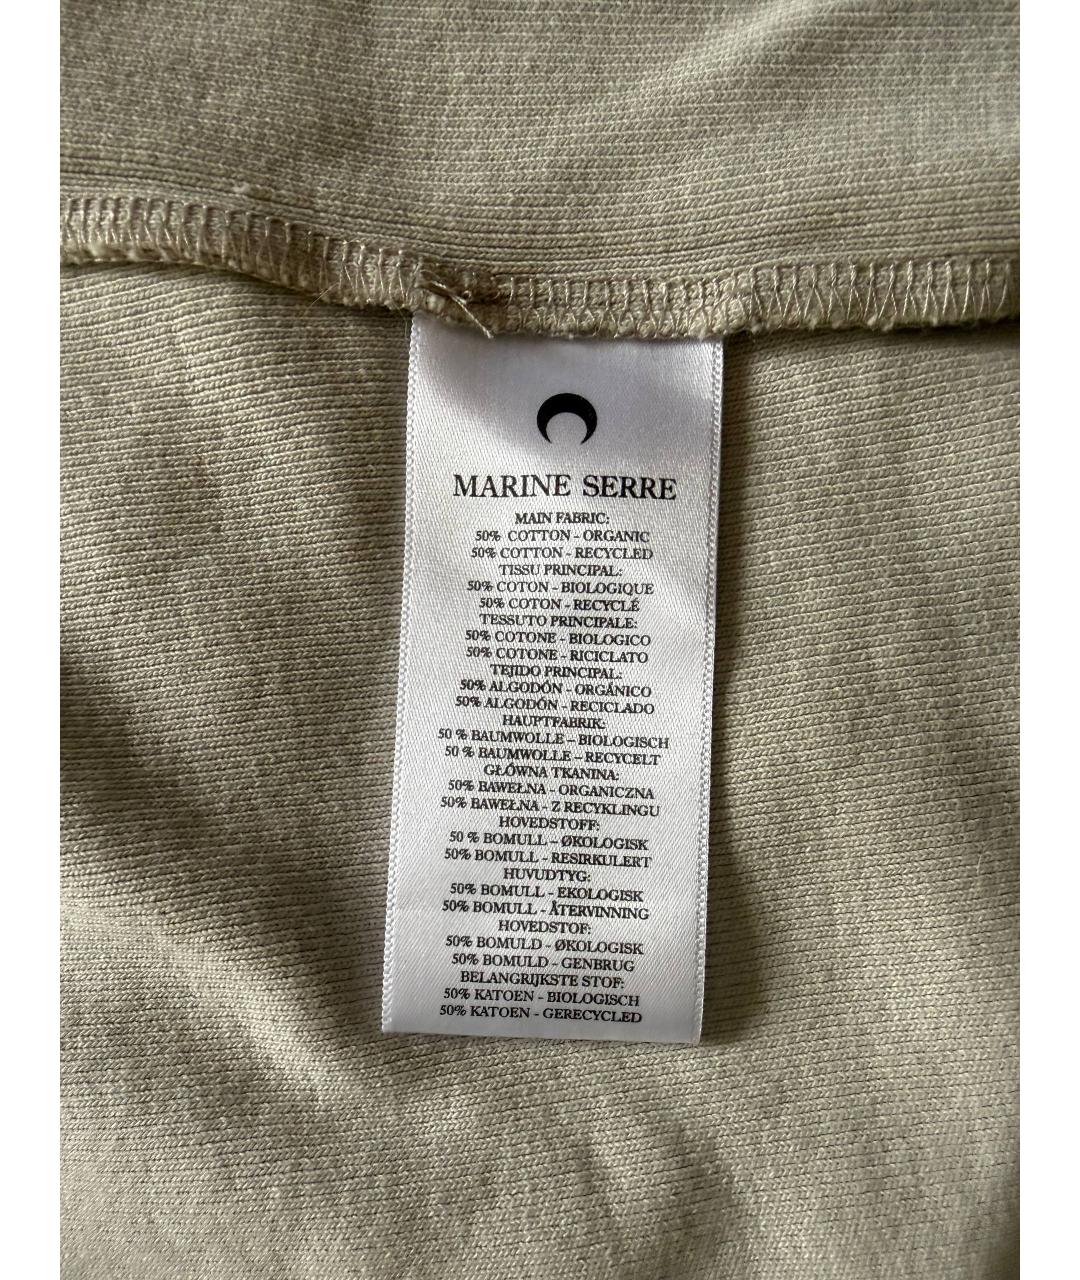 MARINE SERRE
MAIN FABRIC:
50% COTTON - ORGANIC
50% COTTON - RECYCLED
TISSU PRINCIPAL:
50% COTON - BIOLOGIQUE
50% COTON - RECYCLÉ
TESSUTO PRINCIPALE:
50% COTONE - BIOLOGICO
50% COTONE - RICICLATO
TEJIDO PRINCIPAL:
50% ALGODÓN - ORGÁNICO
50% ALGODÓN - RECICLADO
HAUPTFABRIK:
50 % BAUMWOLLE – BIOLOGISCH
50 % BAUMWOLLE – RECYCELT
GŁÓWNA TKANINA:
50% BAWEŁNA - ORGANICZNA
50% BAWEŁNA - Z RECYKLINGU
HOVEDSTOFF:
50 % BOMULL – ØKOLOGISK
50% BOMULL - RESIRKULERT
HUVUDTYG:
50% BOMULL - EKOLOGISK
50% BOMULL - ÅTERVINNING
HOVEDSTOF:
50% BOMULD - ØKOLOGISK
50% BOMULD - GENBRUG
BELANGRIJKSTE STOF:
50% KATOEN - BIOLOGISCH
50% KATOEN - GERECYCLED